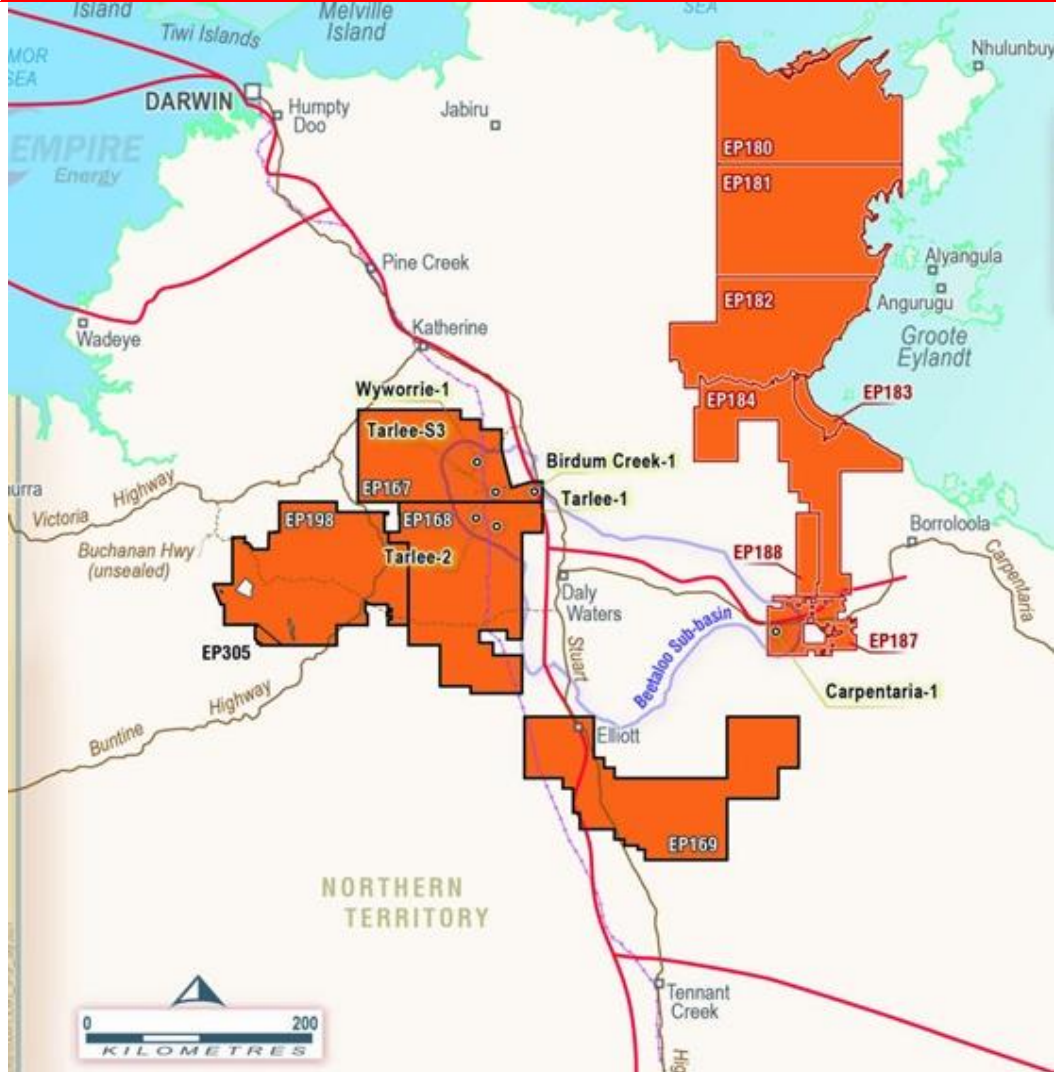 Island
Tiwi Islands
Melville
Island
SEA
MOR
SEA
Nhulunbuy
DARWIN
Humpty
Doo
Jabiru
EMPIRE
Energy
EP180
EP181
Pine Creek
Alyangula
Angurugu
EP182
Groote
Eylandt
Wadeye
Katherine
Wyworrie-1
EP184
EP183
Tarlee-S3
Birdum Creek-1
EP167
Tarlee-1
urra
Victoria
Highway
EP198
EP168
Borroloola
Buchanan Hwy
(unsealed)
Tarlee-2
EP188
Carpentaria
Daly
Waters
Stuart
Beetaloo Sub-basin
EP187
EP305
Carpentaria-1
Buntine
Highway
Elliott
EP169
NORTHERN
TERRITORY
Tennant
Creek
Hig
0
200
KILOMETRES